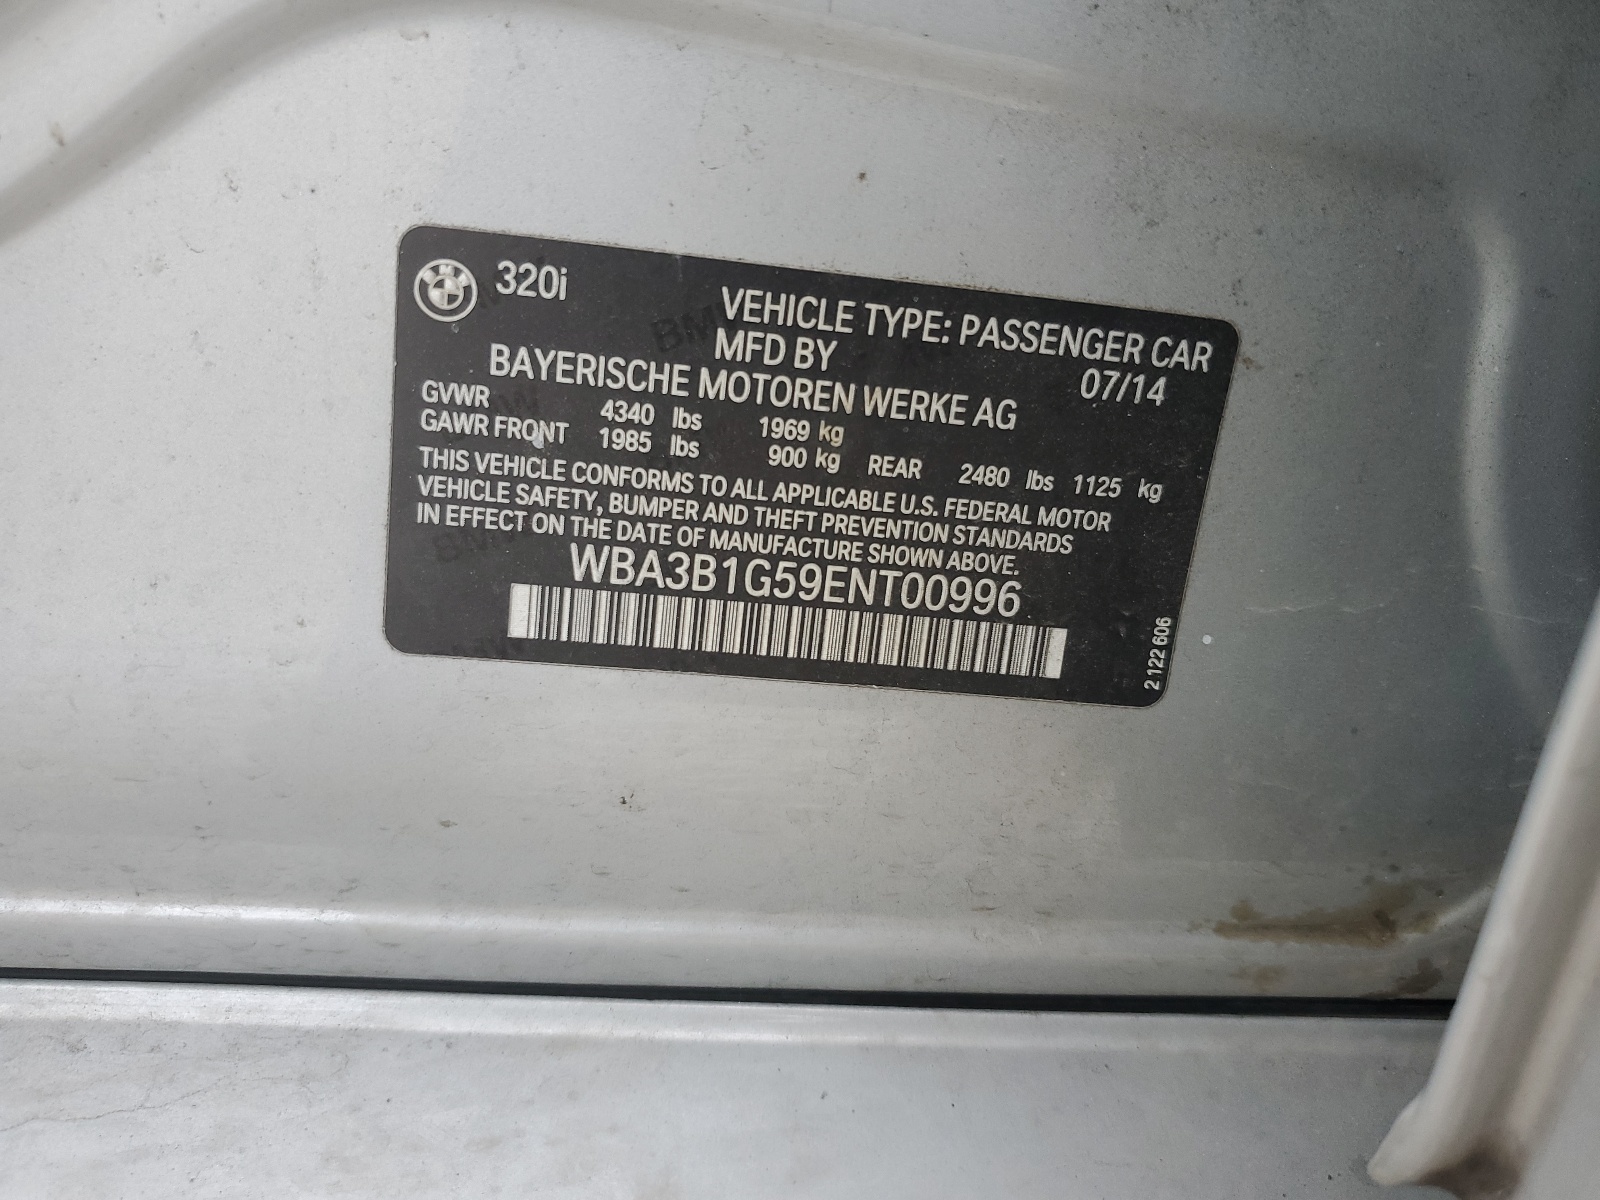 BMW 320i
VEHICLE TYPE: PASSENGER CAR
MFD BY 07/14
BAYERISCHE MOTOREN WERKE AG
GVWR 4340 lbs 1969 kg
GAWR FRONT 1985 lbs 900 kg REAR 2480 lbs 1125 kg
THIS VEHICLE CONFORMS TO ALL APPLICABLE U.S. FEDERAL MOTOR
VEHICLE SAFETY, BUMPER AND THEFT PREVENTION STANDARDS
IN EFFECT ON THE DATE OF MANUFACTURE SHOWN ABOVE.
WBA3B1G59ENT00996
2 122 606